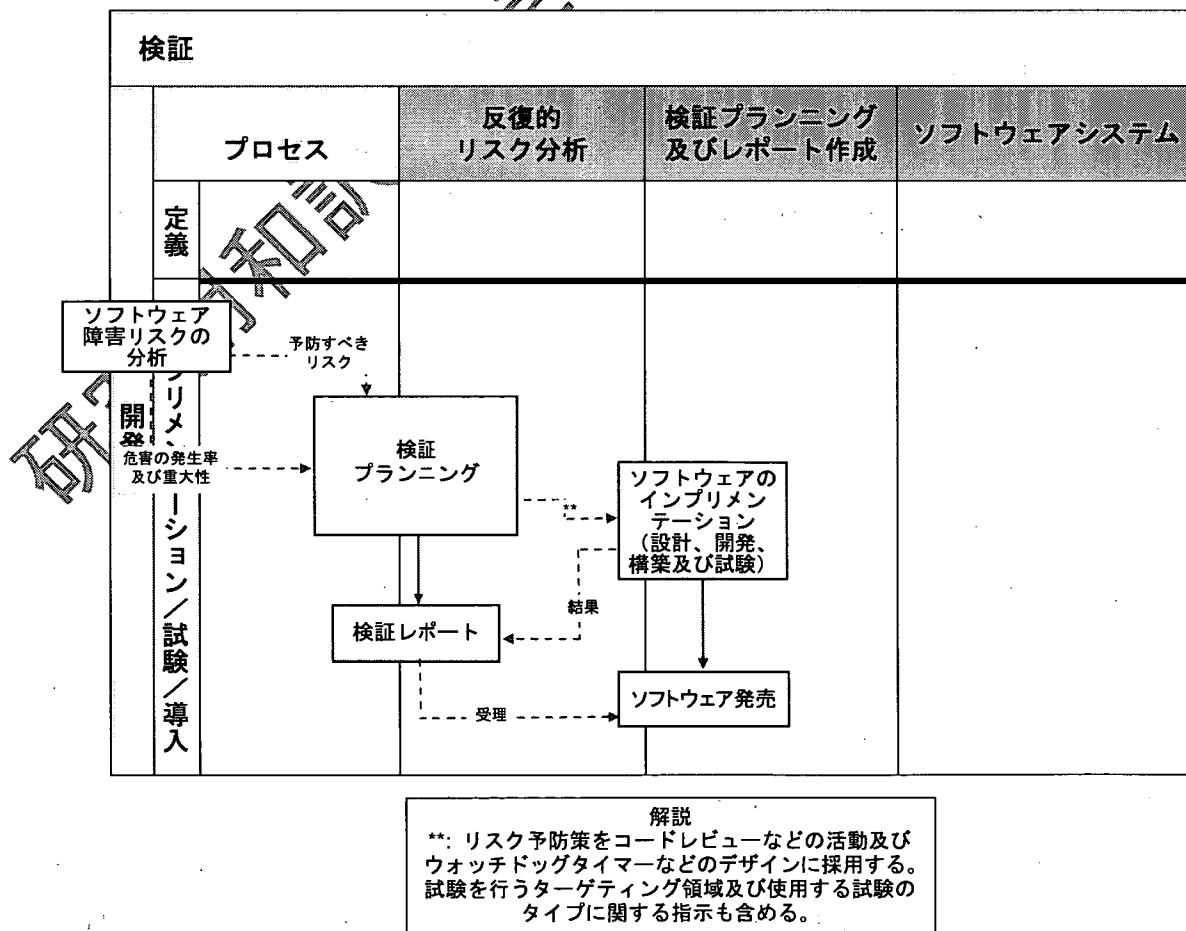 検証
プロセス
反復的
リスク分析
検証プランニング
及びレポート作成
ソフトウェアシステム
定義
ソフトウェア
障害リスクの
分析
予防すべき
リスク
開発
プリメン
ーション／試験／導入
危害の発生率
及び重大性
検証
プランニング
**
ソフトウェアの
インプリメン
テーション
（設計、開発、
構築及び試験）
結果
検証レポート
受理
ソフトウェア発売
解説
**: リスク予防策をコードレビューなどの活動及び
ウォッチドッグタイマーなどのデザインに採用する。
試験を行うターゲティング領域及び使用する試験の
タイプに関する指示も含める。